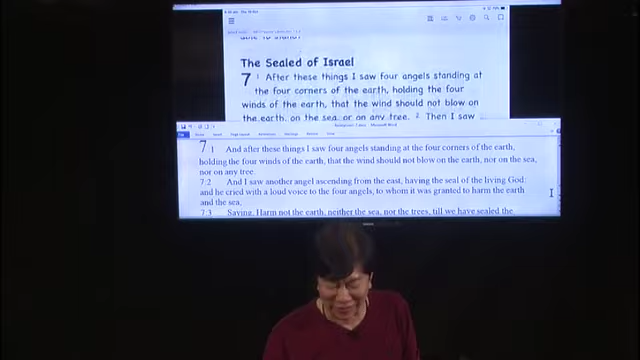 The Sealed of Israel
7 1 After these things I saw four angels standing at
the four corners of the earth, holding the four
winds of the earth, that the wind should not blow on
the earth, on the sea, or on any tree. 2 Then I saw
7 1 And after these things I saw four angels standing at the four corners of the earth,
holding the four winds of the earth, that the wind should not blow on the earth, nor on the sea,
nor on any tree.
7:2 And I saw another angel ascending from the east, having the seal of the living God:
and he cried with a loud voice to the four angels, to whom it was granted to harm the earth
and the sea,
7:3 Saying, Harm not the earth, neither the sea, nor the trees, till we have sealed the